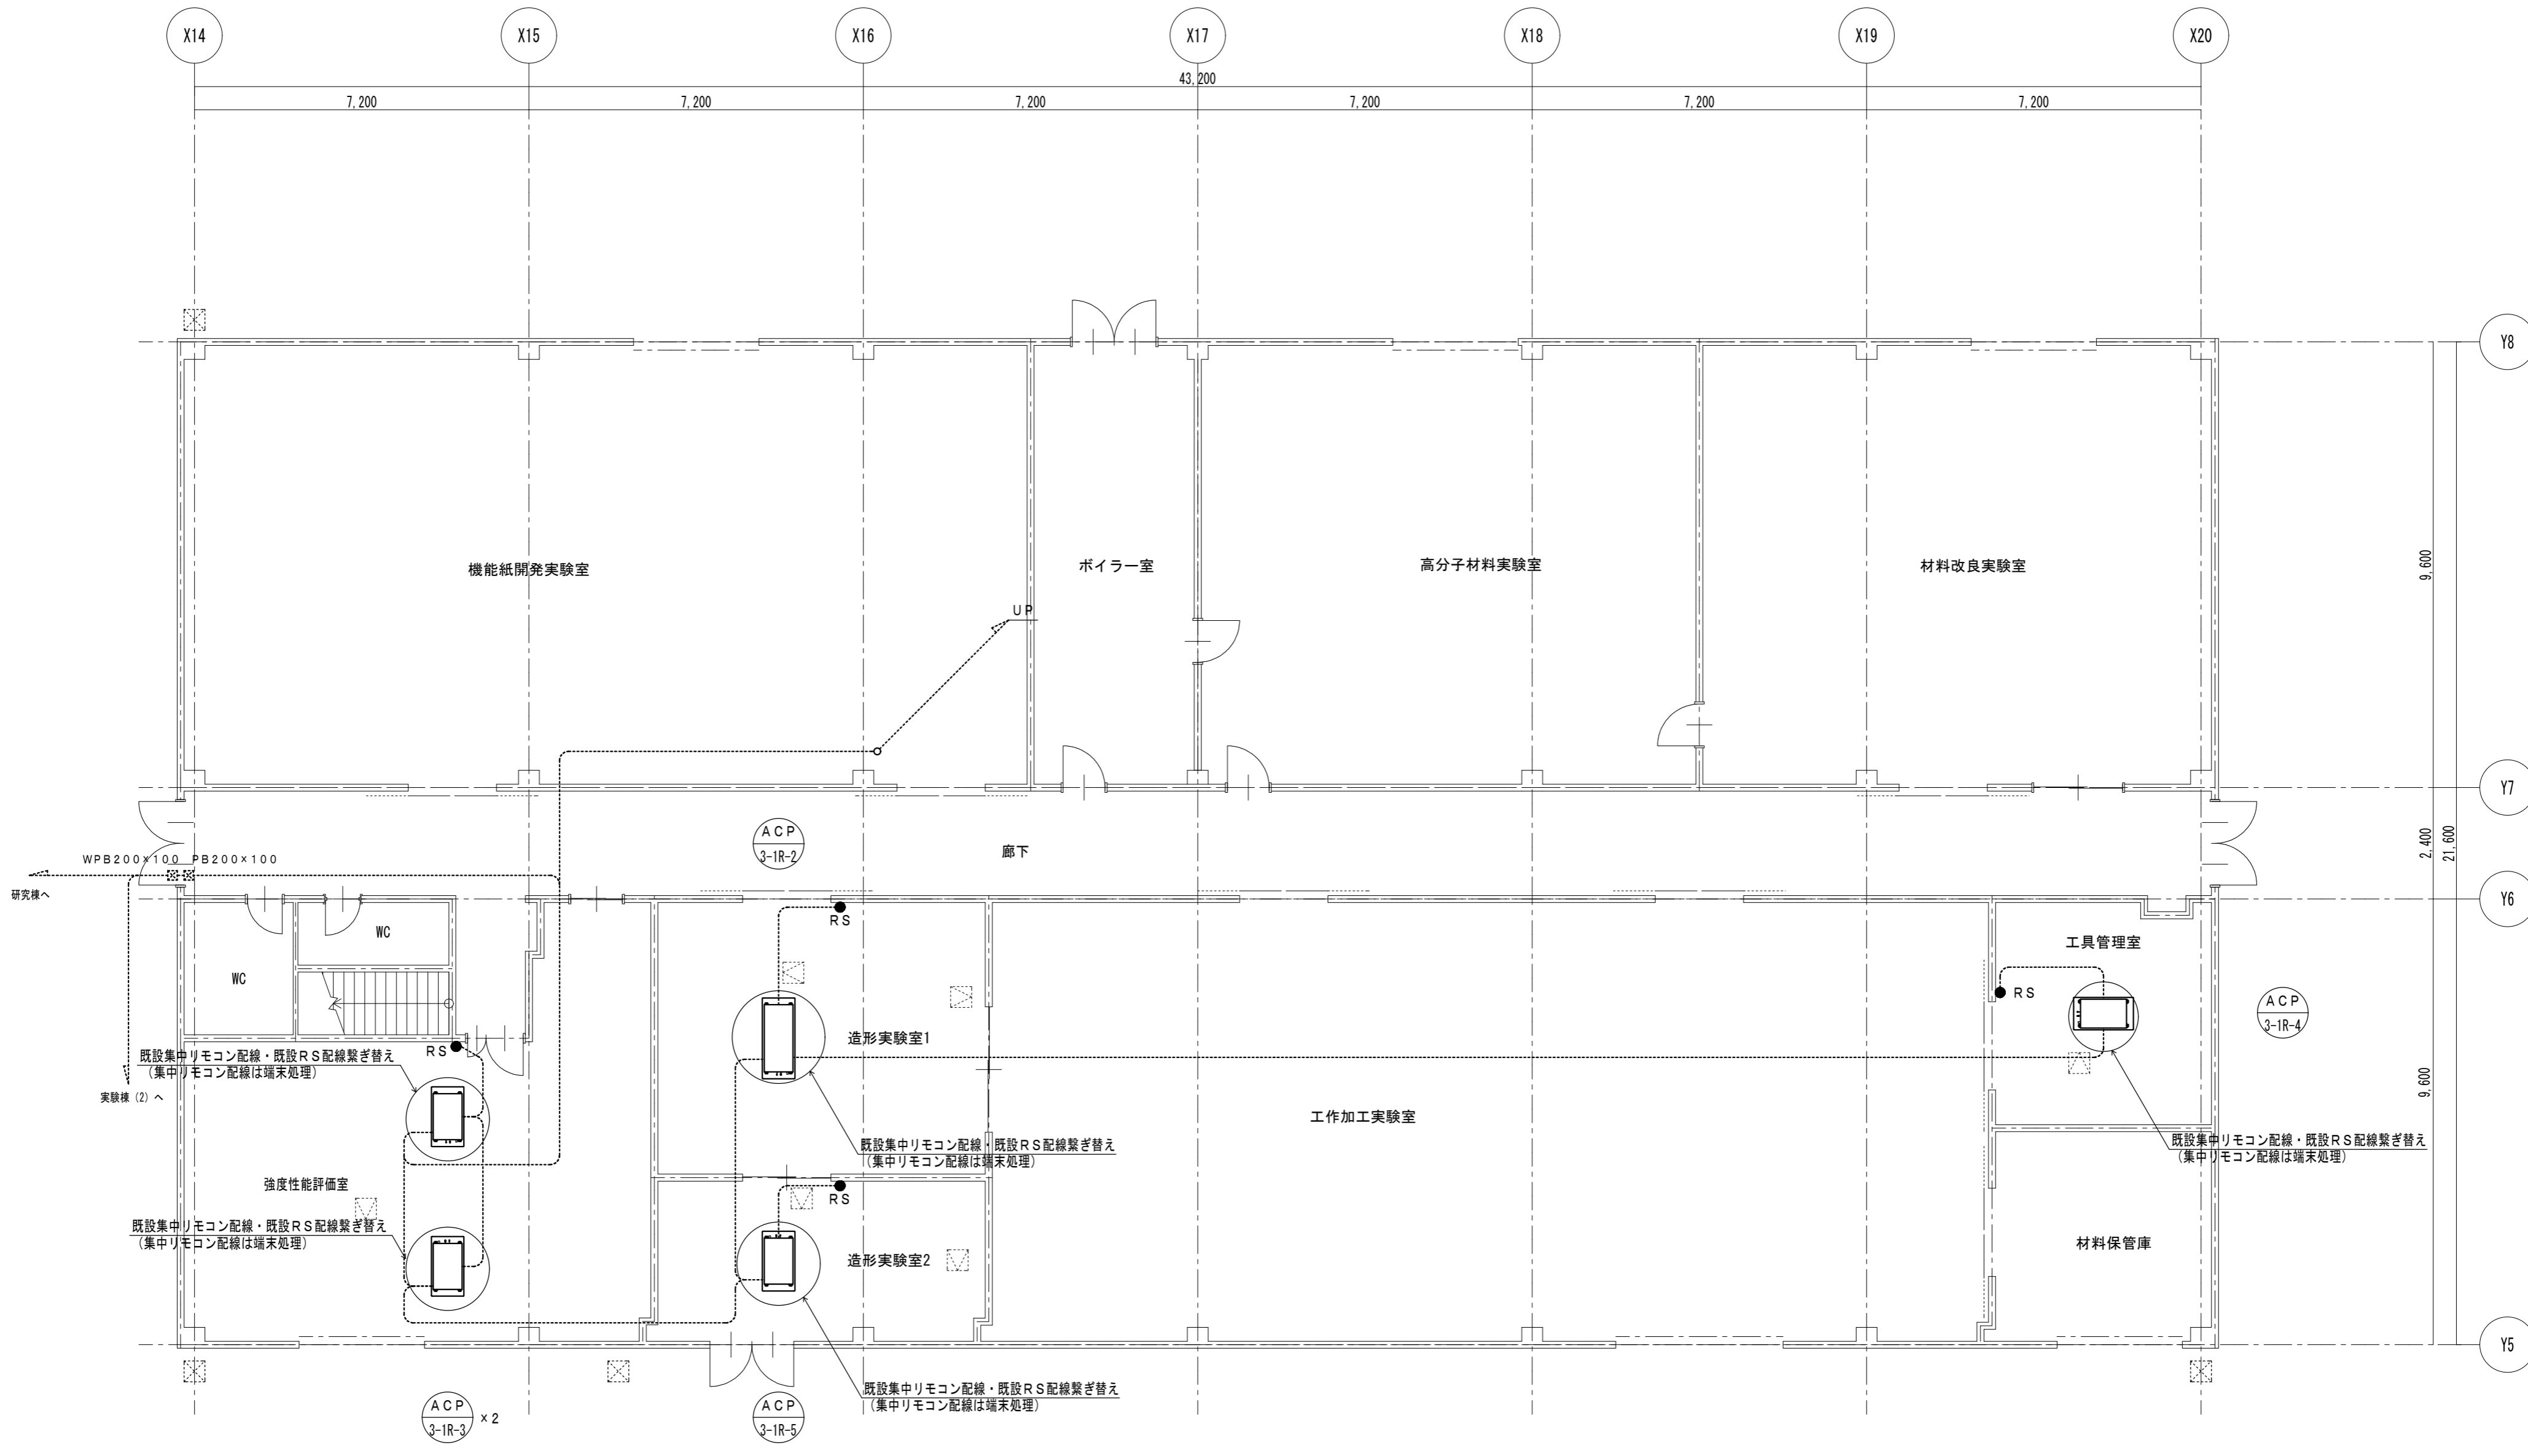 X14
X15
X16
X17
X18
X19
X20
43,200
7,200
7,200
7,200
7,200
7,200
7,200
Y8
機能紙開発実験室
ボイラー室
高分子材料実験室
材料改良実験室
9,600
UP
Y7
ACP
3-1R-2
廊下
2,400
21,600
WPB200×100 PB200×100
研究棟へ
Y6
RS
WC
WC
工具管理室
RS
ACP
3-1R-4
造形実験室1
RS
既設集中リモコン配線・既設RS配線繋ぎ替え
（集中リモコン配線は端末処理）
実験棟（2）へ
9,600
工作加工実験室
既設集中リモコン配線・既設RS配線繋ぎ替え
（集中リモコン配線は端末処理）
既設集中リモコン配線・既設RS配線繋ぎ替え
（集中リモコン配線は端末処理）
強度性能評価室
RS
既設集中リモコン配線・既設RS配線繋ぎ替え
（集中リモコン配線は端末処理）
造形実験室2
材料保管庫
Y5
既設集中リモコン配線・既設RS配線繋ぎ替え
（集中リモコン配線は端末処理）
ACP
3-1R-3
×2
ACP
3-1R-5